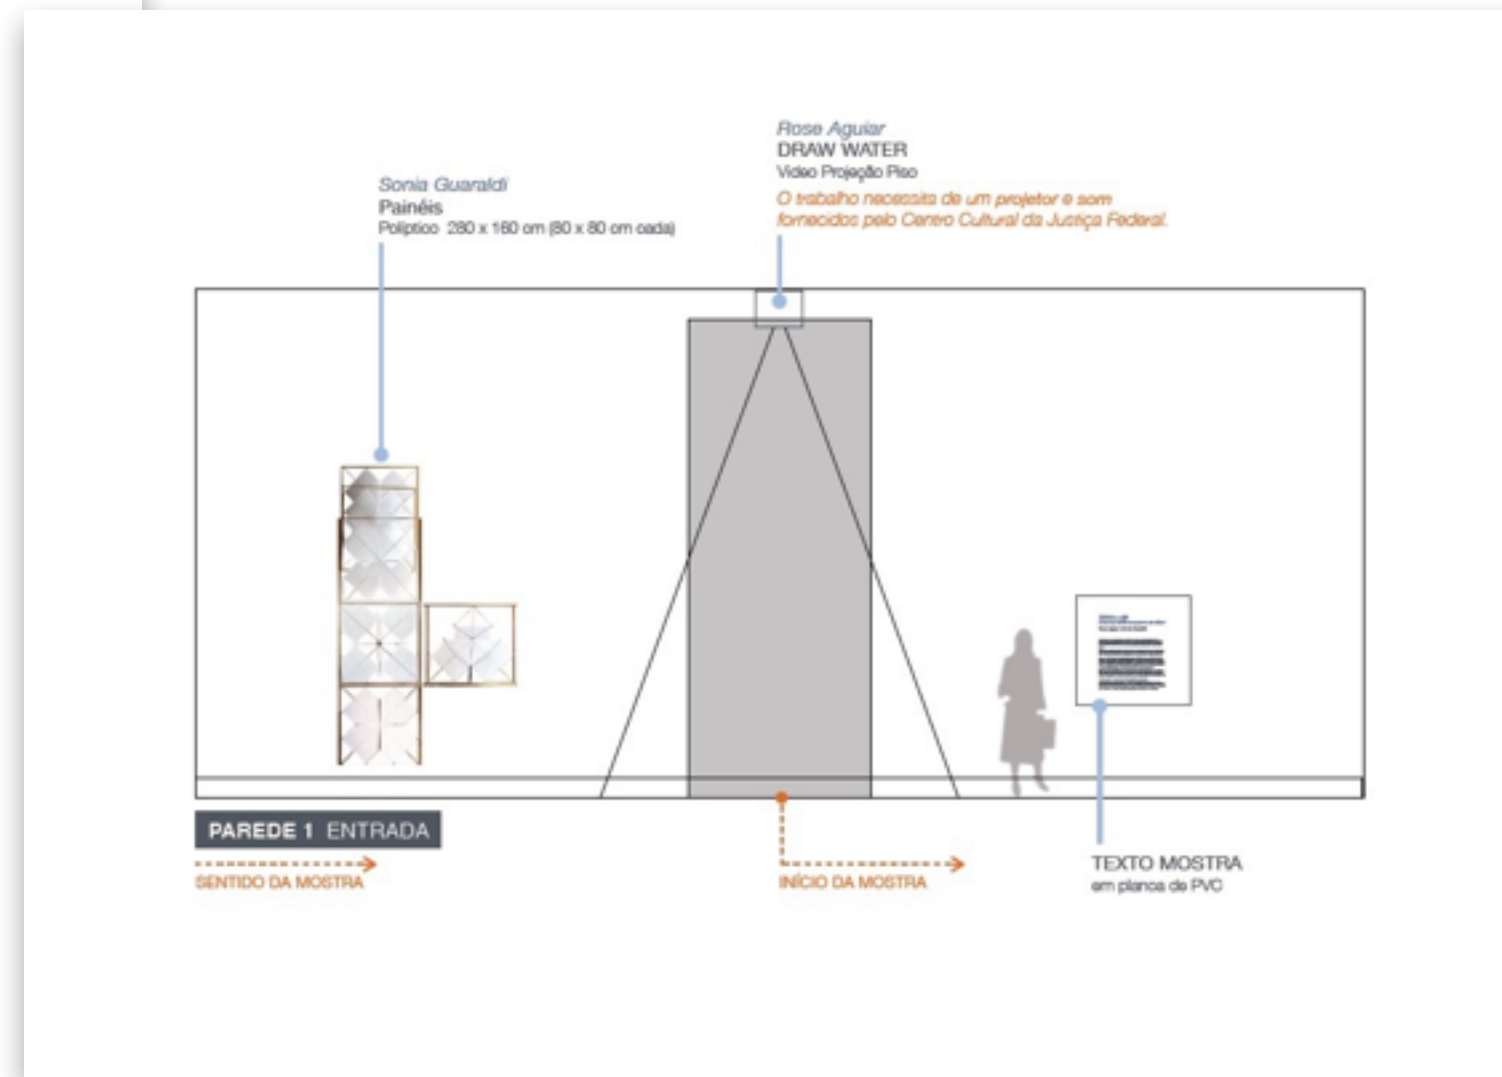 Rose Aguiar
DRAW WATER
Video Projeção Piso
O trabalho necessita de um projetor e som
fornecidos pelo Centro Cultural da Justiça Federal.
Sonia Guaraldi
Painéis
Políptico 280 x 160 cm (80 x 80 cm cada)
PAREDE 1 ENTRADA
SENTIDO DA MOSTRA
INÍCIO DA MOSTRA
TEXTO MOSTRA
em planca de PVC